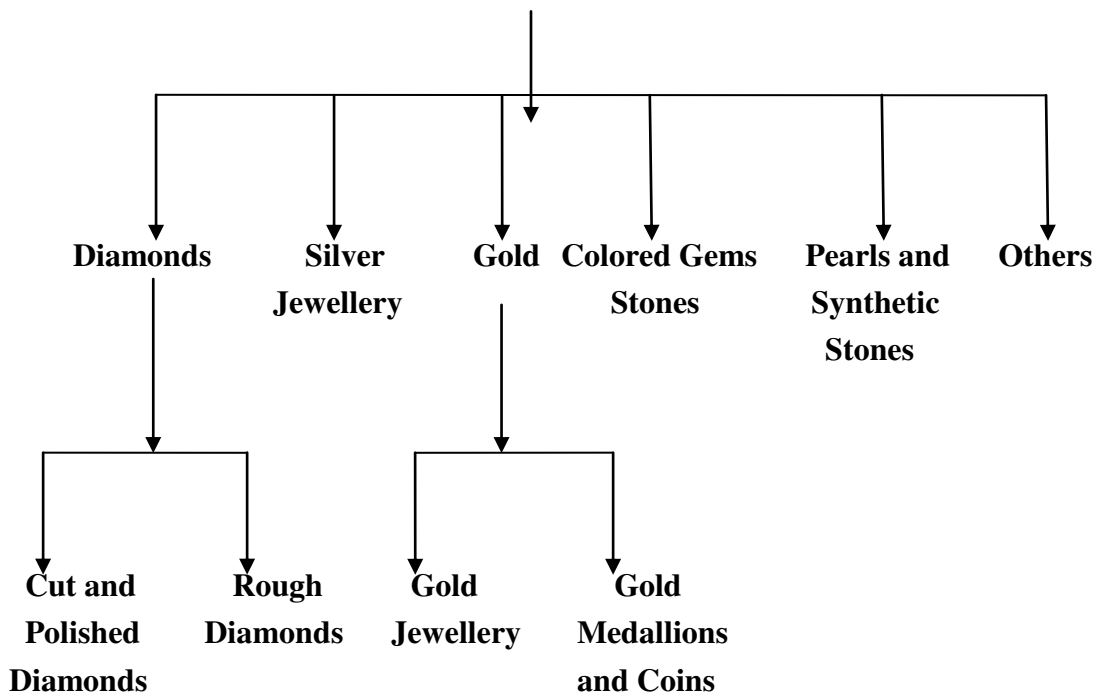 Diamonds
Silver
Jewellery
Gold
Colored Gems
Stones
Pearls and
Synthetic
Stones
Others
Cut and
Polished
Diamonds
Rough
Diamonds
Gold
Jewellery
Gold
Medallions
and Coins